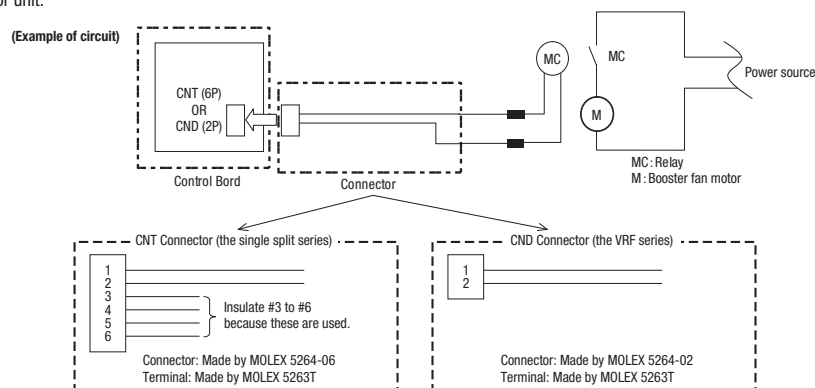 or unit.
(Example of circuit)
CNT (6P)
OR
CND (2P)
Control Bord
Connector
MC
MC
M
Power source
MC: Relay
M: Booster fan motor
CNT Connector (the single split series)
1
2
3
4
5
6
Insulate #3 to #6
because these are used.
Connector: Made by MOLEX 5264-06
Terminal: Made by MOLEX 5263T
CND Connector (the VRF series)
1
2
Connector: Made by MOLEX 5264-02
Terminal: Made by MOLEX 5263T